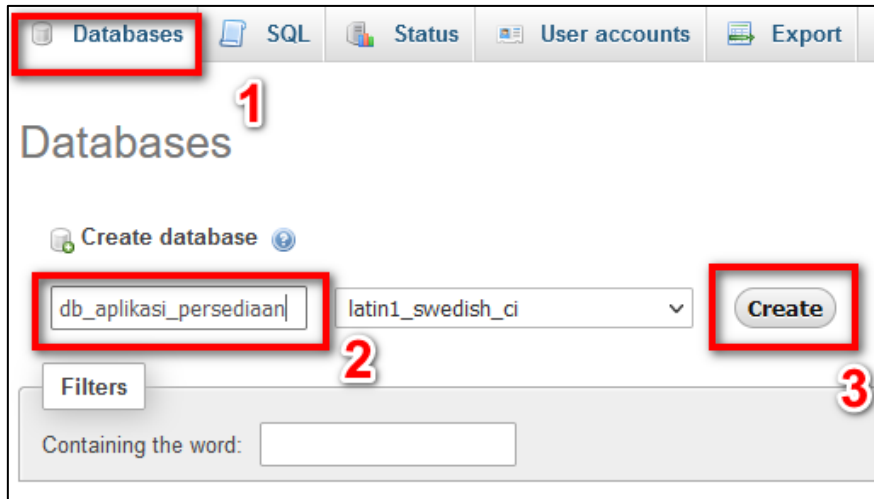 Databases SQL Status User accounts Export
1
Databases
Create database
db_aplikasi_persediaan latin1_swedish_ci Create
2
3
Filters
Containing the word: